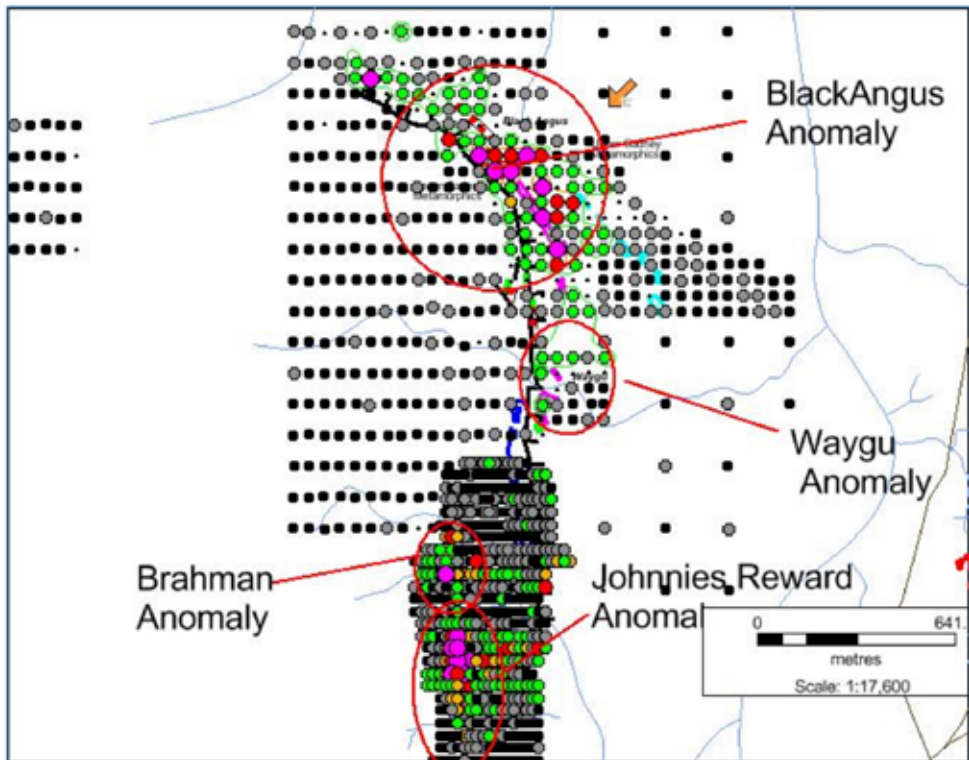 BlackAngus
Anomaly
Black Angus
Metamorphics
Waygu
Waygu
Anomaly
Brahman
Anomaly
Johnnies Reward
Anomal
0 641.
metres
Scale: 1:17,600